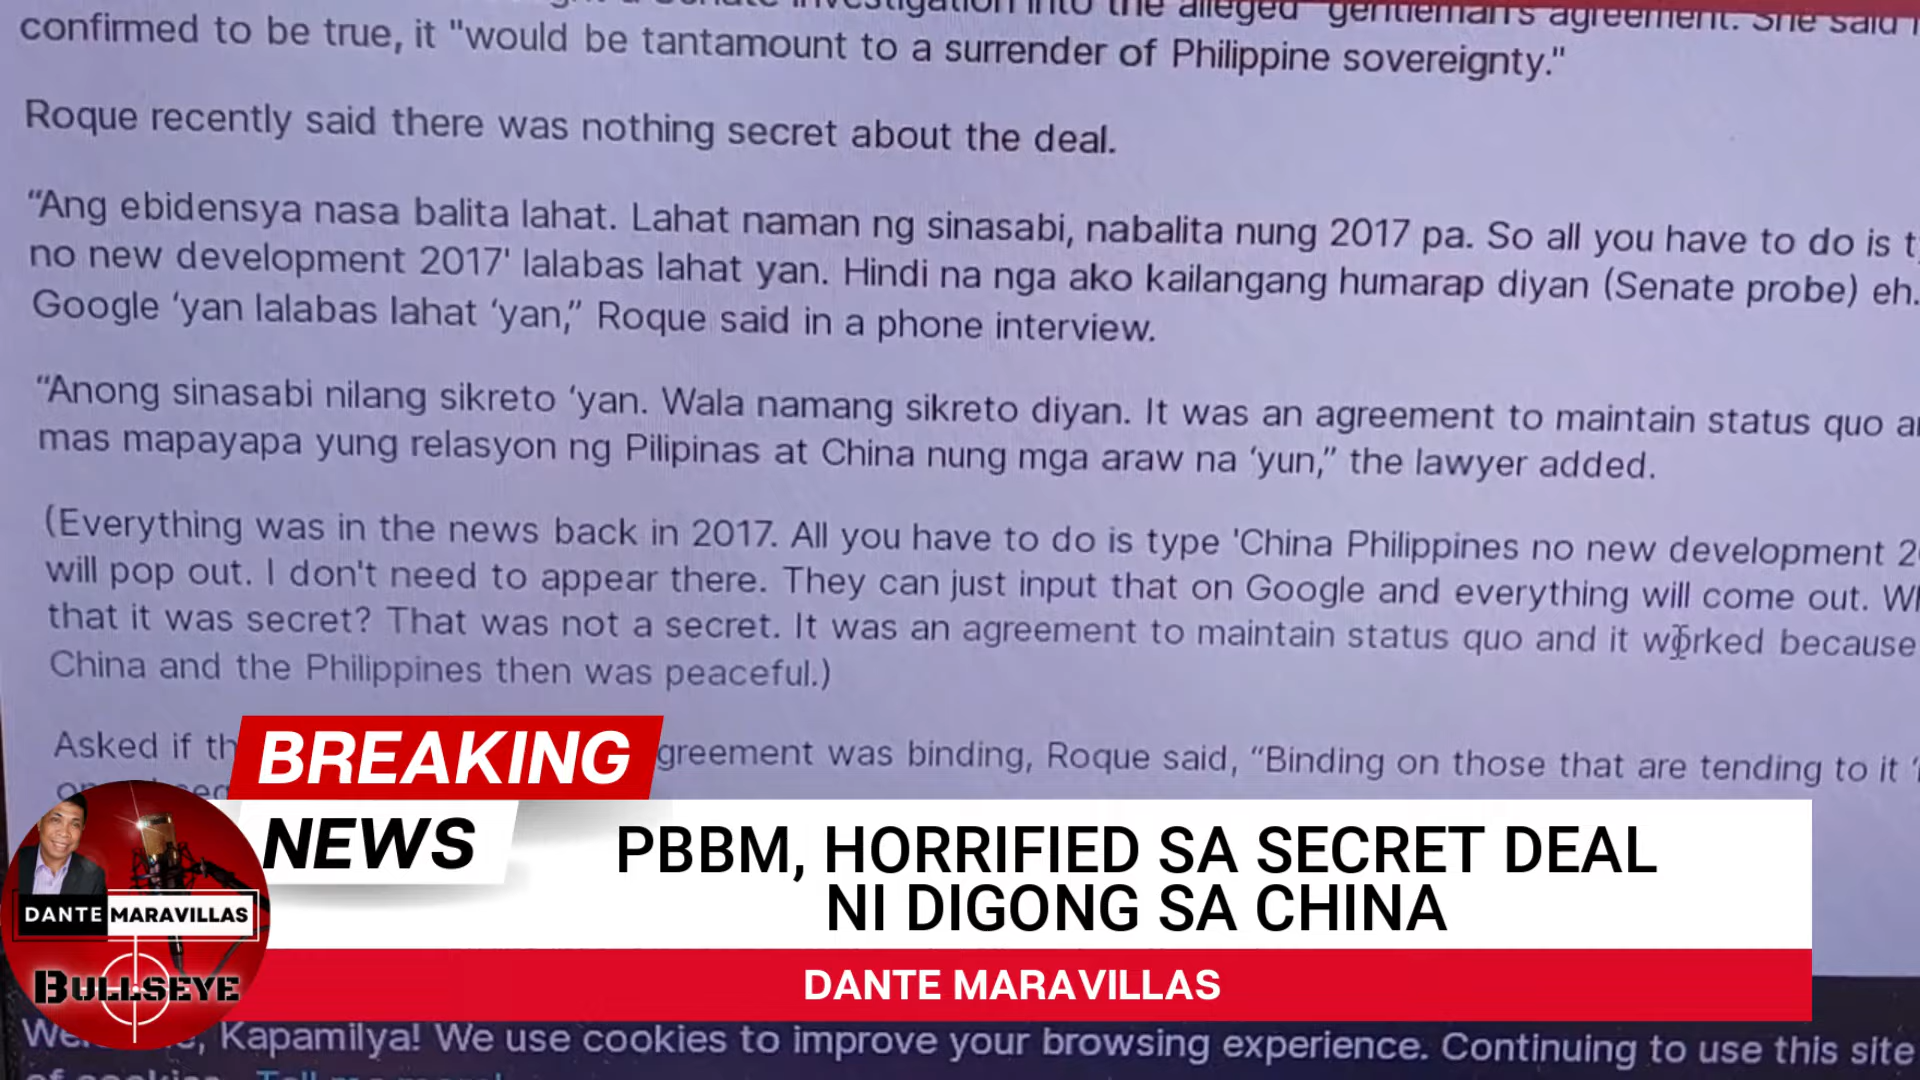 investigation into the alleged "gentleman's agreement. She said
confirmed to be true, it "would be tantamount to a surrender of Philippine sovereignty."
Roque recently said there was nothing secret about the deal.
“Ang ebidensya nasa balita lahat. Lahat naman ng sinasabi, nabalita nung 2017 pa. So all you have to do is
no new development 2017' lalabas lahat yan. Hindi na nga ako kailangang humarap diyan (Senate probe) eh.
Google ‘yan lalabas lahat ‘yan,” Roque said in a phone interview.
“Anong sinasabi nilang sikreto ‘yan. Wala namang sikreto diyan. It was an agreement to maintain status quo
mas mapayapa yung relasyon ng Pilipinas at China nung mga araw na ‘yun,” the lawyer added.
(Everything was in the news back in 2017. All you have to do is type 'China Philippines no new development
will pop out. I don't need to appear there. They can just input that on Google and everything will come out.
that it was secret? That was not a secret. It was an agreement to maintain status quo and it worked because
China and the Philippines then was peaceful.)
Asked if greement was binding, Roque said, “Binding on those that are tending to it
BREAKING
NEWS
PBBM, HORRIFIED SA SECRET DEAL
NI DIGONG SA CHINA
DANTE MARAVILLAS
DANTE MARAVILLAS
BULLSEYE
Kapamilya! We use cookies to improve your browsing experience. Continuing to use this site